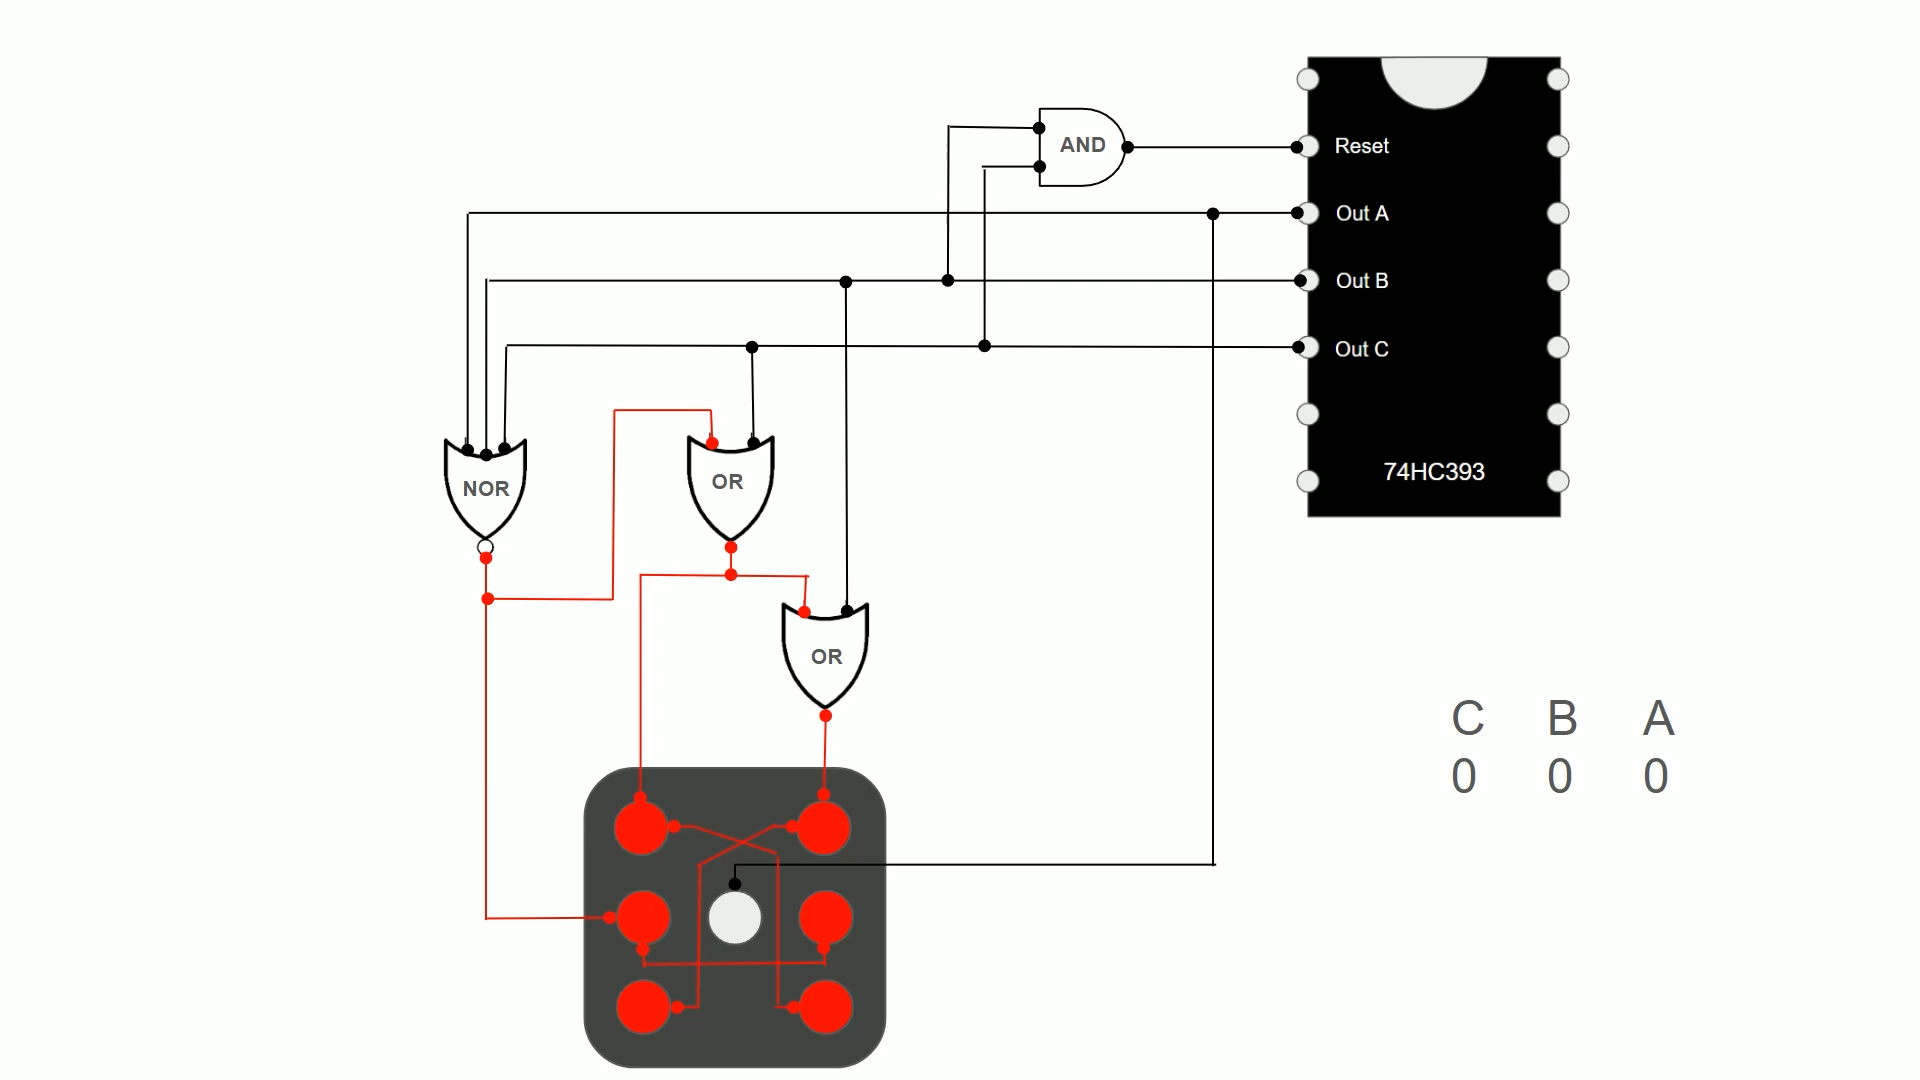 AND
Reset
Out A
Out B
Out C
NOR
OR
74HC393
OR
C B A
0 0 0